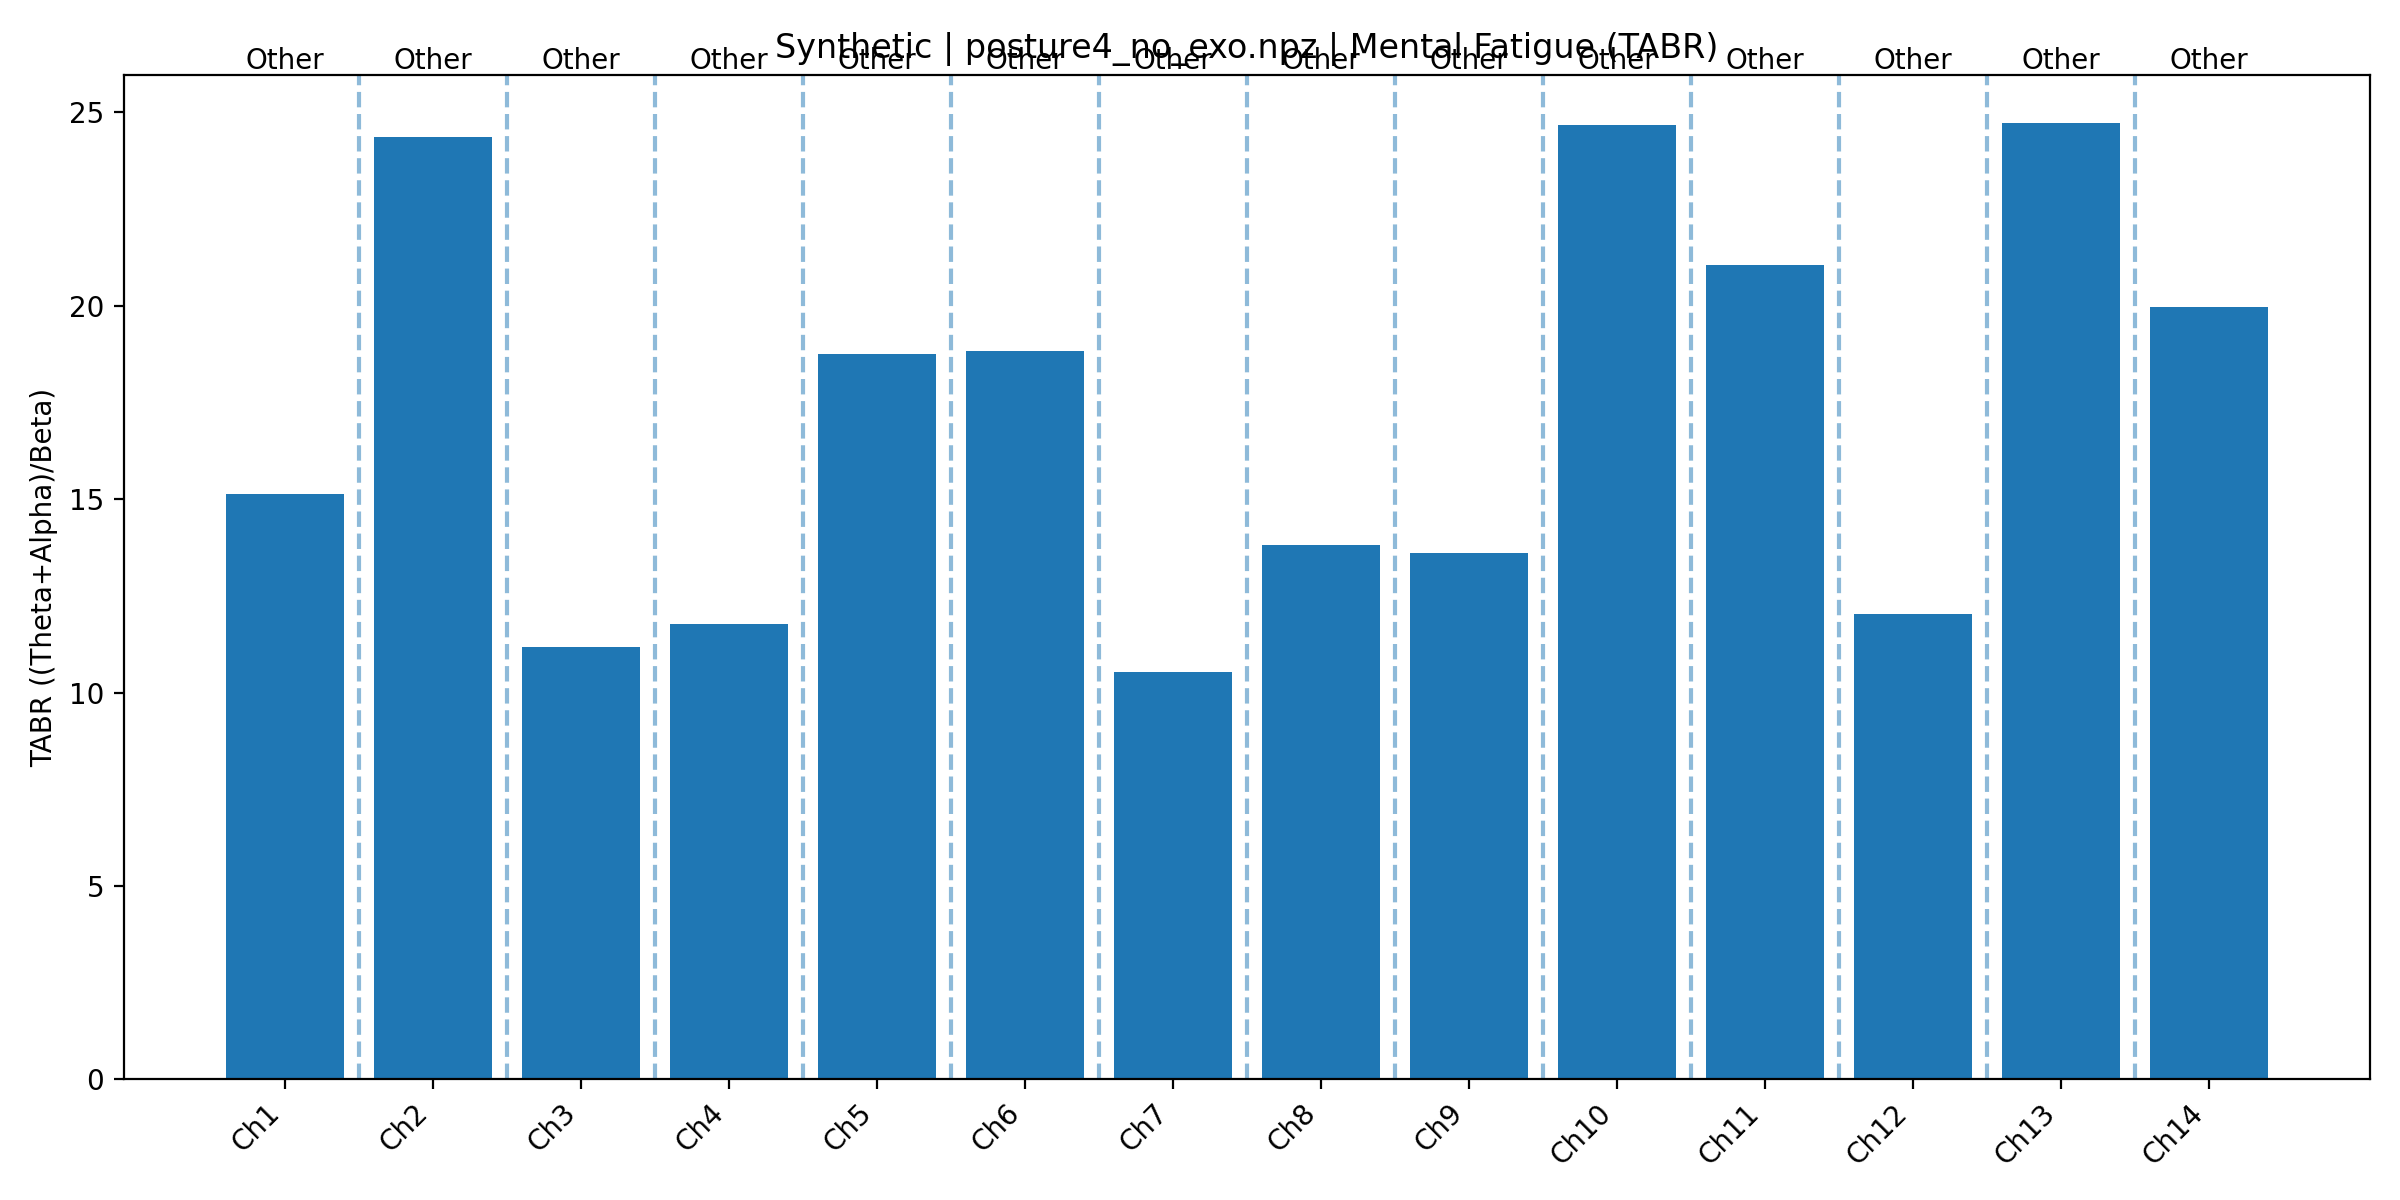 Synthetic | posture4_no_exo.npz | Mental Fatigue (TABR)
Other Other Other Other Other Other Other Other Other Other Other Other Other Other
TABR ((Theta+Alpha)/Beta)
25
20
15
10
5
0
Ch1 Ch2 Ch3 Ch4 Ch5 Ch6 Ch7 Ch8 Ch9 Ch10 Ch11 Ch12 Ch13 Ch14